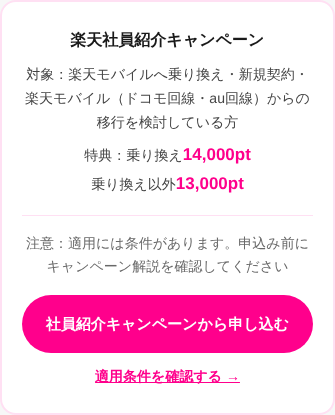 楽天社員紹介キャンペーン
対象：楽天モバイルへ乗り換え・新規契約・
楽天モバイル（ドコモ回線・au回線）からの
移行を検討している方
特典：乗り換え14,000pt
乗り換え以外13,000pt
注意：適用には条件があります。申込み前に
キャンペーン解説を確認してください
社員紹介キャンペーンから申し込む
適用条件を確認する →